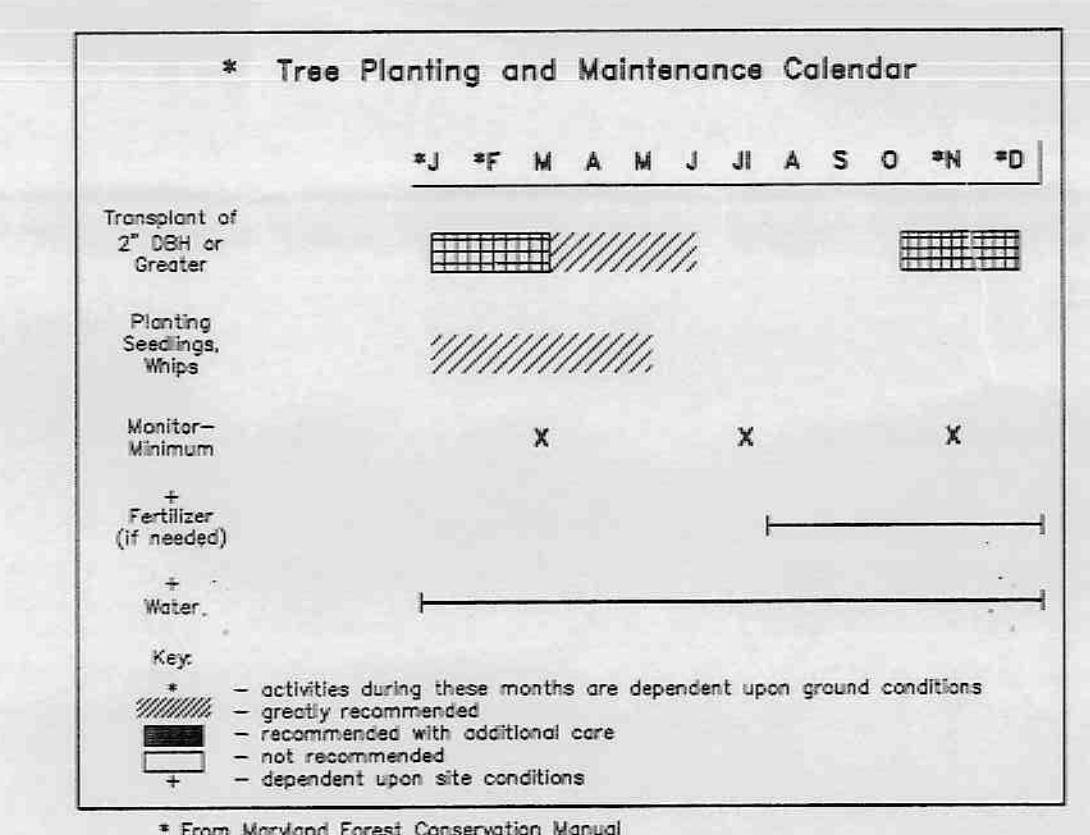 * Tree Planting and Maintenance Calendar
*J *F M A M J Jl A S O *N *D
Transplant of
2" DBH or
Greater
Planting
Seedlings,
Whips
Monitor–
Minimum
X X X
+
Fertilizer
(if needed)
+
Water
Key:
* – activities during these months are dependent upon ground conditions
– greatly recommended
– recommended with additional care
– not recommended
+ – dependent upon site conditions
* From Maryland Forest Conservation Manual